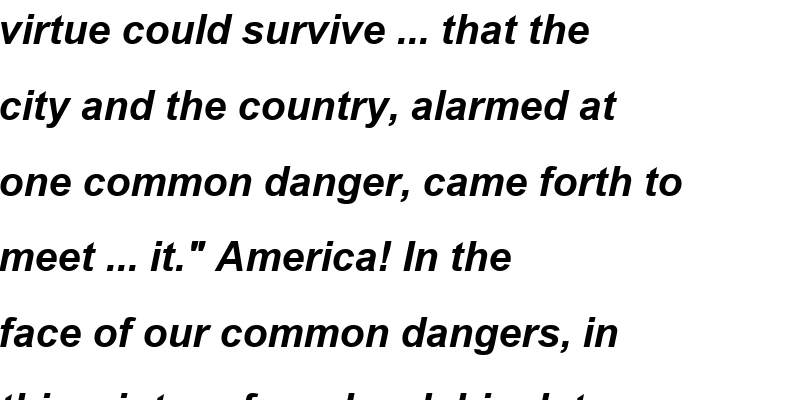 virtue could survive ... that the
city and the country, alarmed at
one common danger, came forth to
meet ... it." America! In the
face of our common dangers, in